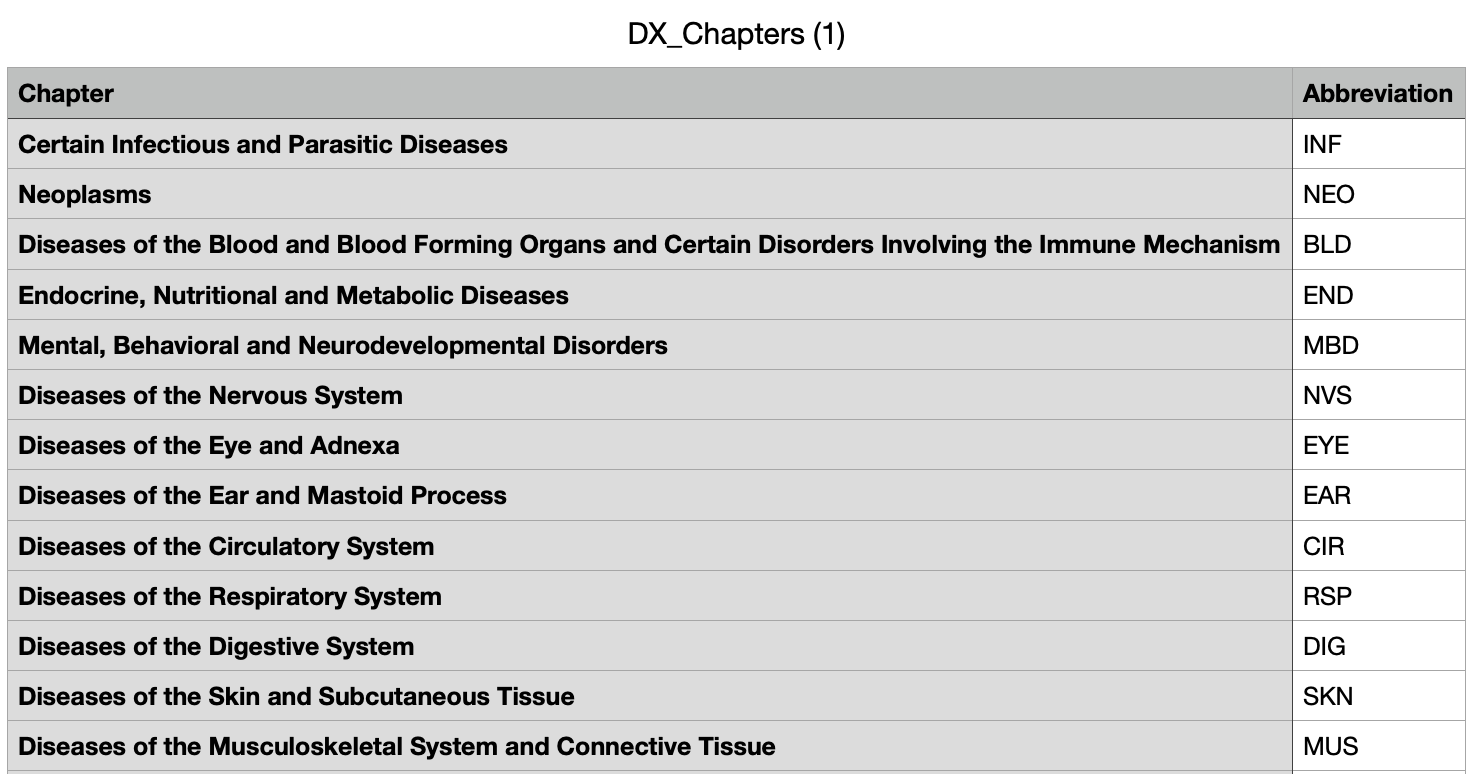 DX_Chapters (1)
Chapter Abbreviation
Certain Infectious and Parasitic Diseases INF
Neoplasms NEO
Diseases of the Blood and Blood Forming Organs and Certain Disorders Involving the Immune Mechanism BLD
Endocrine, Nutritional and Metabolic Diseases END
Mental, Behavioral and Neurodevelopmental Disorders MBD
Diseases of the Nervous System NVS
Diseases of the Eye and Adnexa EYE
Diseases of the Ear and Mastoid Process EAR
Diseases of the Circulatory System CIR
Diseases of the Respiratory System RSP
Diseases of the Digestive System DIG
Diseases of the Skin and Subcutaneous Tissue SKN
Diseases of the Musculoskeletal System and Connective Tissue MUS